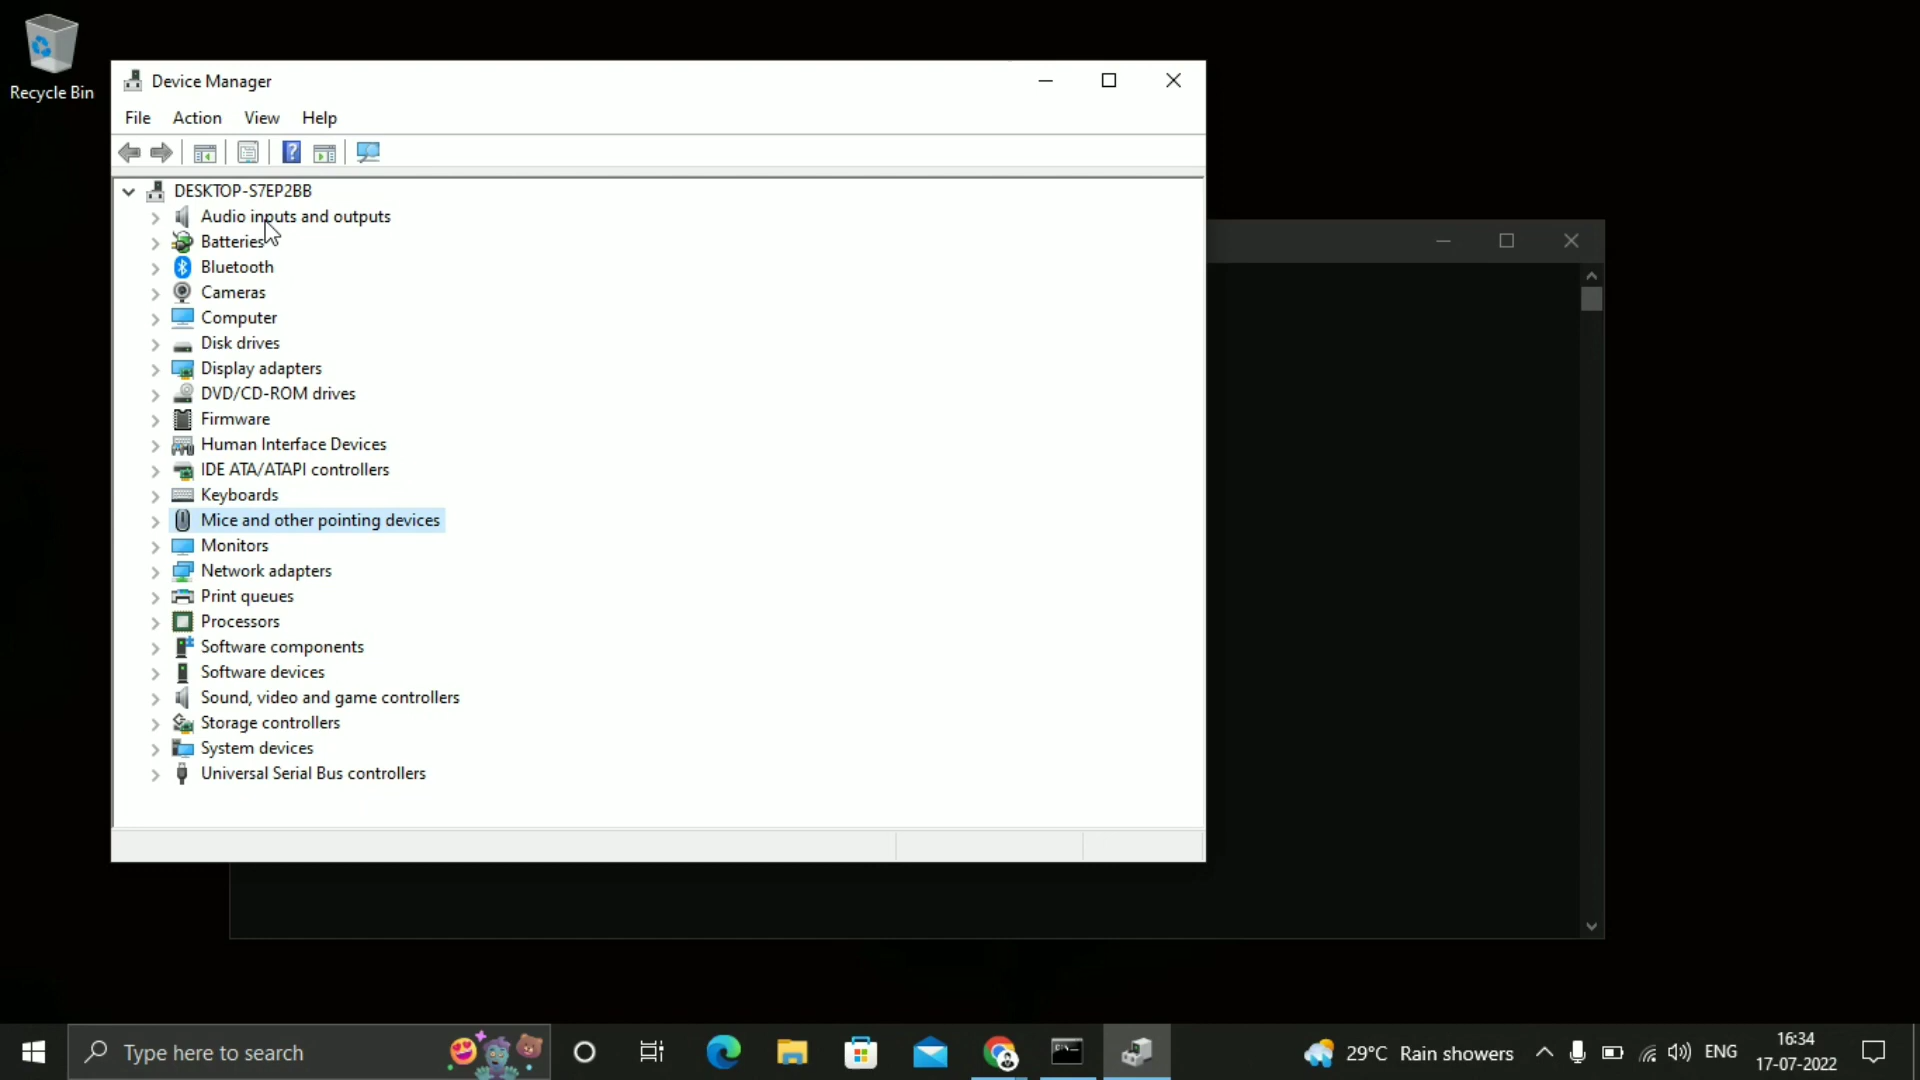 Recycle Bin
Device Manager
File Action View Help
DESKTOP-S7EP2BB
Audio inputs and outputs
Batteries
Bluetooth
Cameras
Computer
Disk drives
Display adapters
DVD/CD-ROM drives
Firmware
Human Interface Devices
IDE ATA/ATAPI controllers
Keyboards
Mice and other pointing devices
Monitors
Network adapters
Print queues
Processors
Software components
Software devices
Sound, video and game controllers
Storage controllers
System devices
Universal Serial Bus controllers
Type here to search
29°C Rain showers
ENG
16:34
17-07-2022